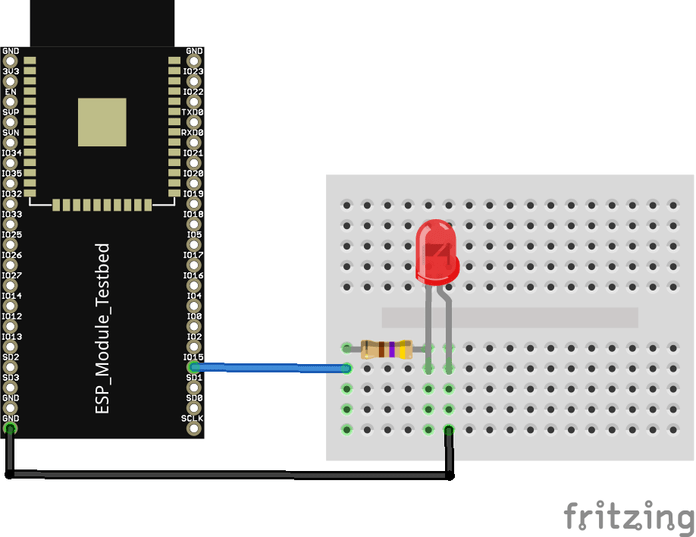 GND GND
3V3 IO23
EN IO22
SVP TXD0
SVN RXD0
IO34 IO21
IO35 IO20
IO32 IO19
IO33 IO18
IO25 IO5
IO26 IO17
IO27 IO16
IO14 IO4
IO12 IO0
IO13 IO2
SD2 IO15
SD3 SD1
GND SD0
GND SCLK
ESP_Module_Testbed
fritzing